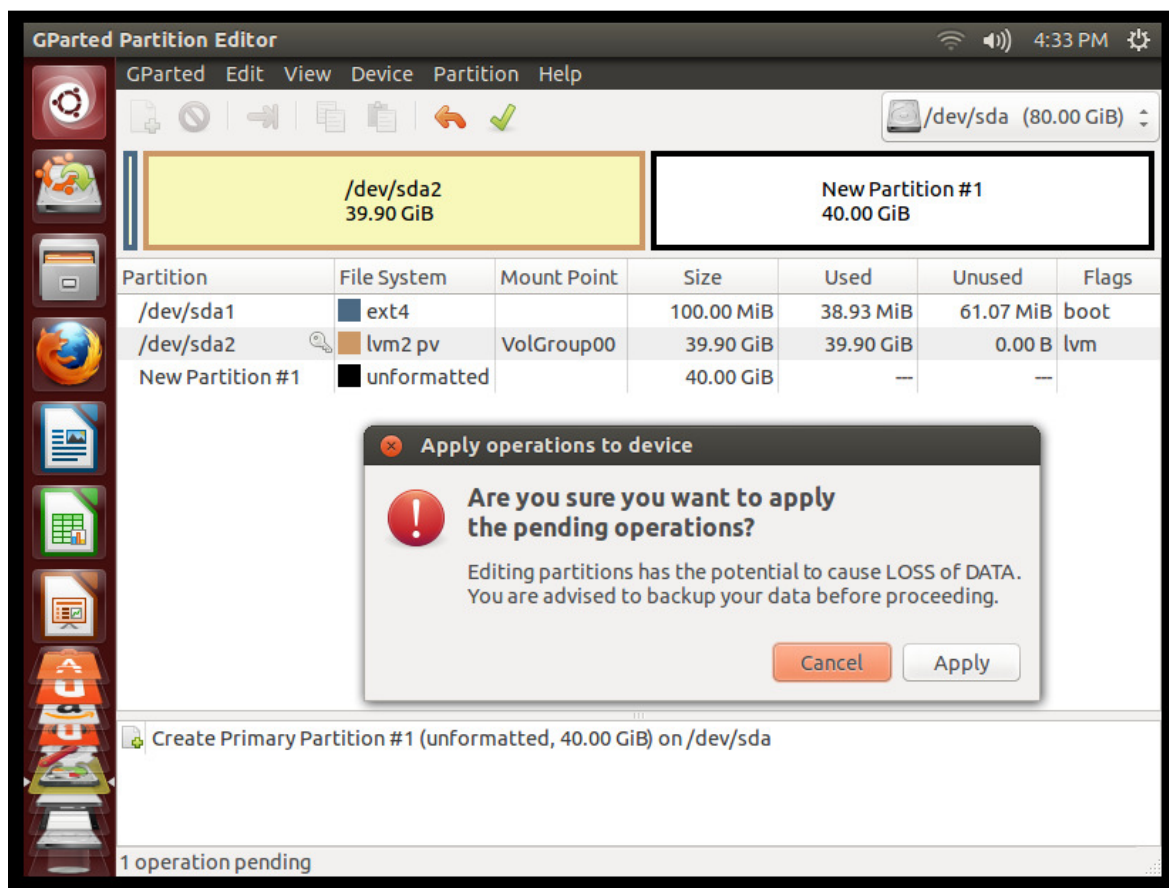 GParted Partition Editor
4:33 PM
GParted Edit View Device Partition Help
/dev/sda (80.00 GiB)
/dev/sda2
39.90 GiB
New Partition #1
40.00 GiB
Partition File System Mount Point Size Used Unused Flags
/dev/sda1 ext4 100.00 MiB 38.93 MiB 61.07 MiB boot
/dev/sda2 lvm2 pv VolGroup00 39.90 GiB 39.90 GiB 0.00 B lvm
New Partition #1 unformatted 40.00 GiB --- ---
Apply operations to device
Are you sure you want to apply
the pending operations?
Editing partitions has the potential to cause LOSS of DATA.
You are advised to backup your data before proceeding.
Cancel Apply
Create Primary Partition #1 (unformatted, 40.00 GiB) on /dev/sda
1 operation pending